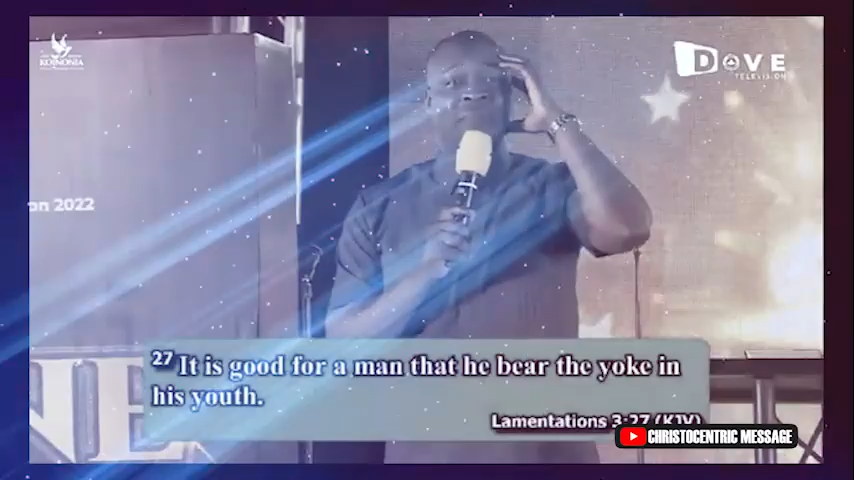 KOINONIA
DOVE
TELEVISION
on 2022
27 It is good for a man that he bear the yoke in
his youth.
Lamentations 3:27 (KJV)
CHRISTOCENTRIC MESSAGE